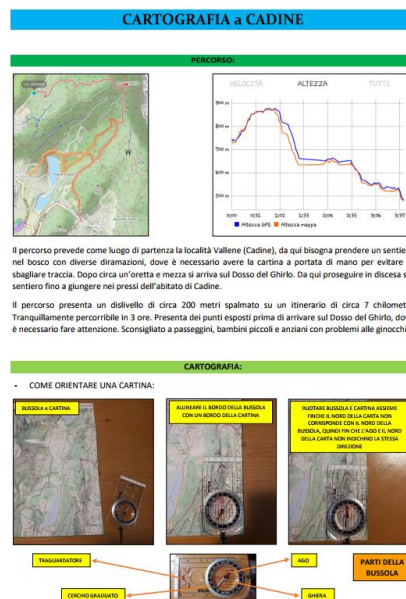 CARTOGRAFIA a CADINE
PERCORSO:
VELOCITÀ ALTEZZA TUTTI
900 m
800 m
700 m
600 m
500 m
Altezza GPS Altezza mappa
Il percorso prevede come luogo di partenza la località Vallene (Cadine), da qui bisogna prendere un sentie
nel bosco con diverse diramazioni, dove è necessario avere la cartina a portata di mano per evitare
sbagliare traccia. Dopo circa un'oretta e mezza si arriva sul Dosso del Ghirlo. Da qui proseguire in discesa s
sentiero fino a giungere nei pressi dell'abitato di Cadine.
Il percorso presenta un dislivello di circa 200 metri spalmato su un itinerario di circa 7 chilomet
Tranquillamente percorribile in 3 ore. Presenta dei punti esposti prima di arrivare sul Dosso del Ghirlo, dov
è necessario fare attenzione. Sconsigliato a passeggini, bambini piccoli e anziani con problemi alle ginocchi
CARTOGRAFIA:
- COME ORIENTARE UNA CARTINA:
BUSSOLA e CARTINA
ALLINEARE IL BORDO DELLA BUSSOLA
CON UN BORDO DELLA CARTINA
RUOTARE BUSSOLA E CARTINA ASSIEME
FINCHE IL NORD DELLA CARTA NON
CORRISPONDE CON IL NORD DELLA
BUSSOLA, QUINDI FIN CHE L'AGO E IL NORD
DELLA CARTA NON INDICHINO LA STESSA
DIREZIONE
TRAGUARDATORE
AGO
PARTI DELLA
BUSSOLA
CERCHIO GRADUATO
GHIERA